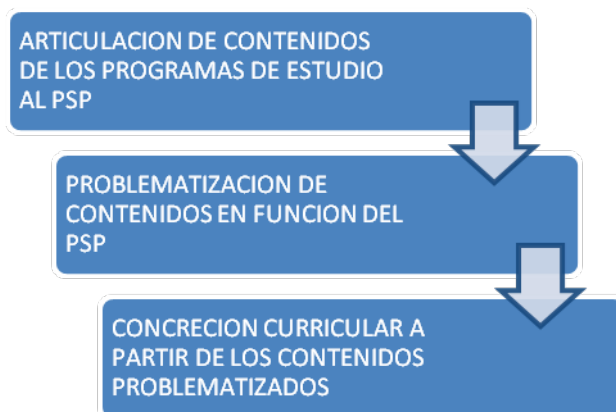 ARTICULACION DE CONTENIDOS
DE LOS PROGRAMAS DE ESTUDIO
AL PSP
PROBLEMATIZACION DE
CONTENIDOS EN FUNCION DEL
PSP
CONCRECION CURRICULAR A
PARTIR DE LOS CONTENIDOS
PROBLEMATIZADOS